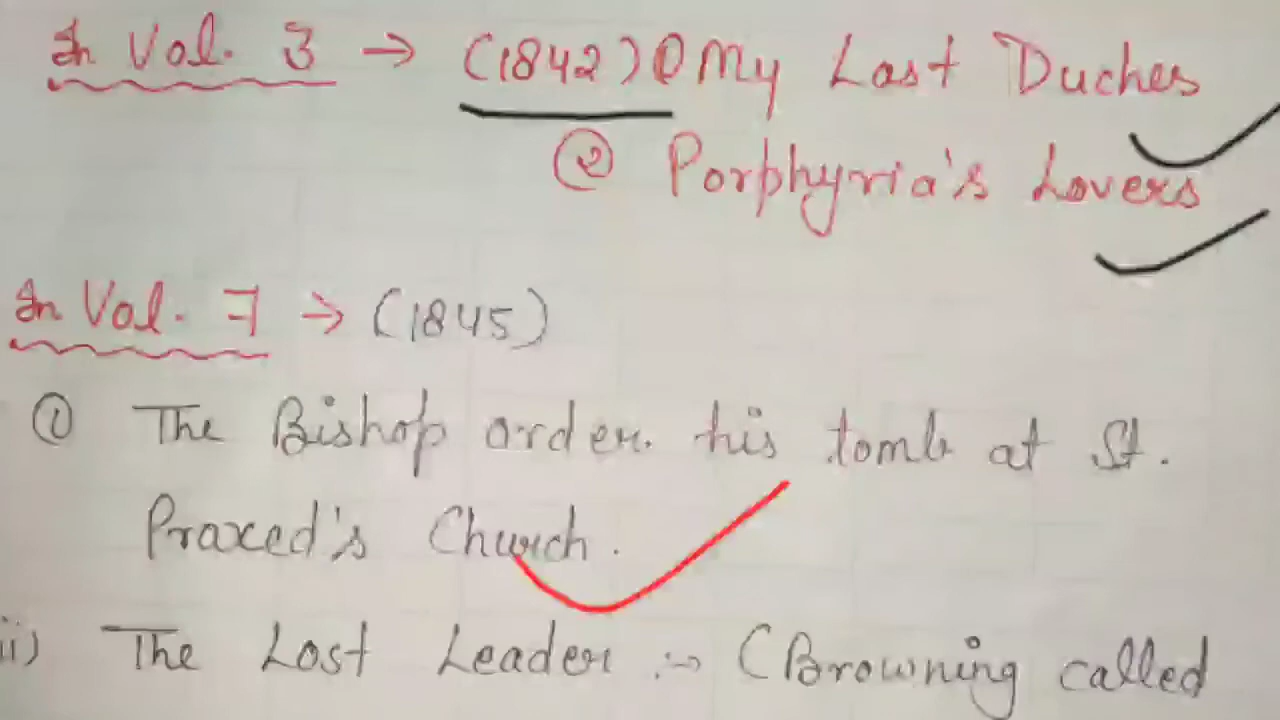 In Vol. 3 → (1842) ① My Last Duches
② Porphyria's Lovers
In Vol. 7 → (1845)
① The Bishop order his tomb at St.
Praxed's Church.
ii) The Lost Leader :→ (Browning called